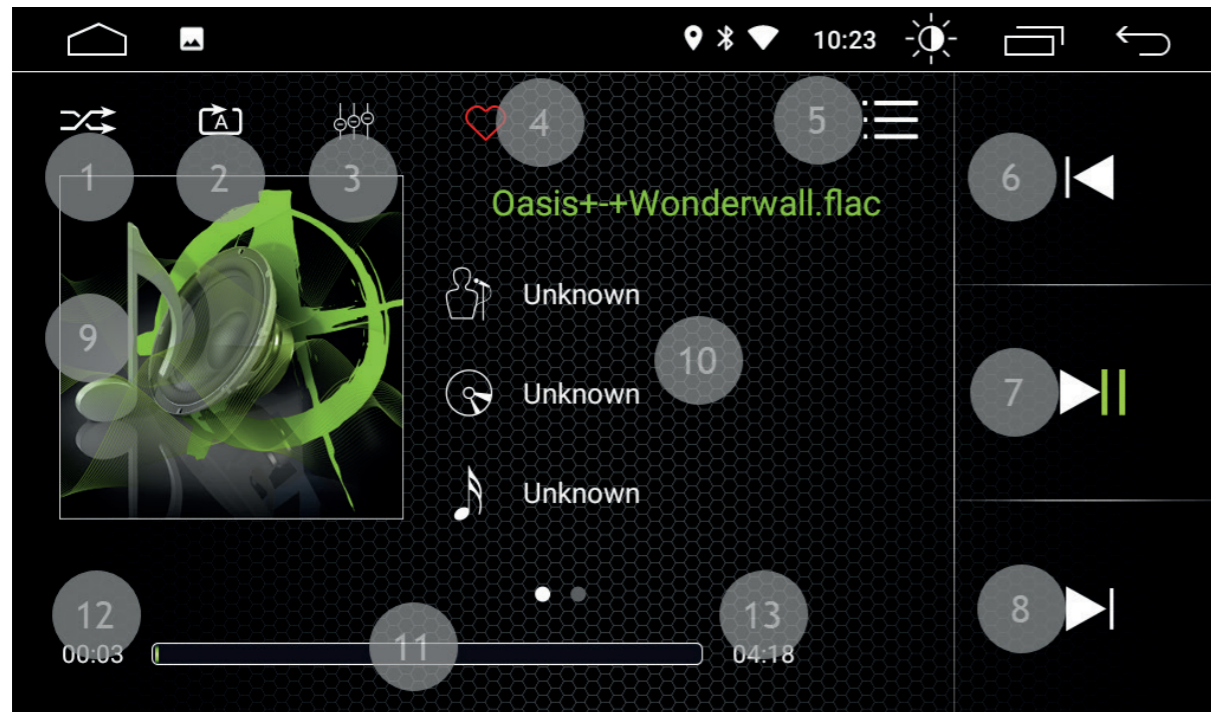 10:23
A
1 2 3 4 5 6
Oasis+-+Wonderwall.flac
Unknown
9
10
Unknown
7
Unknown
12 13 8
11
00:03 04:18